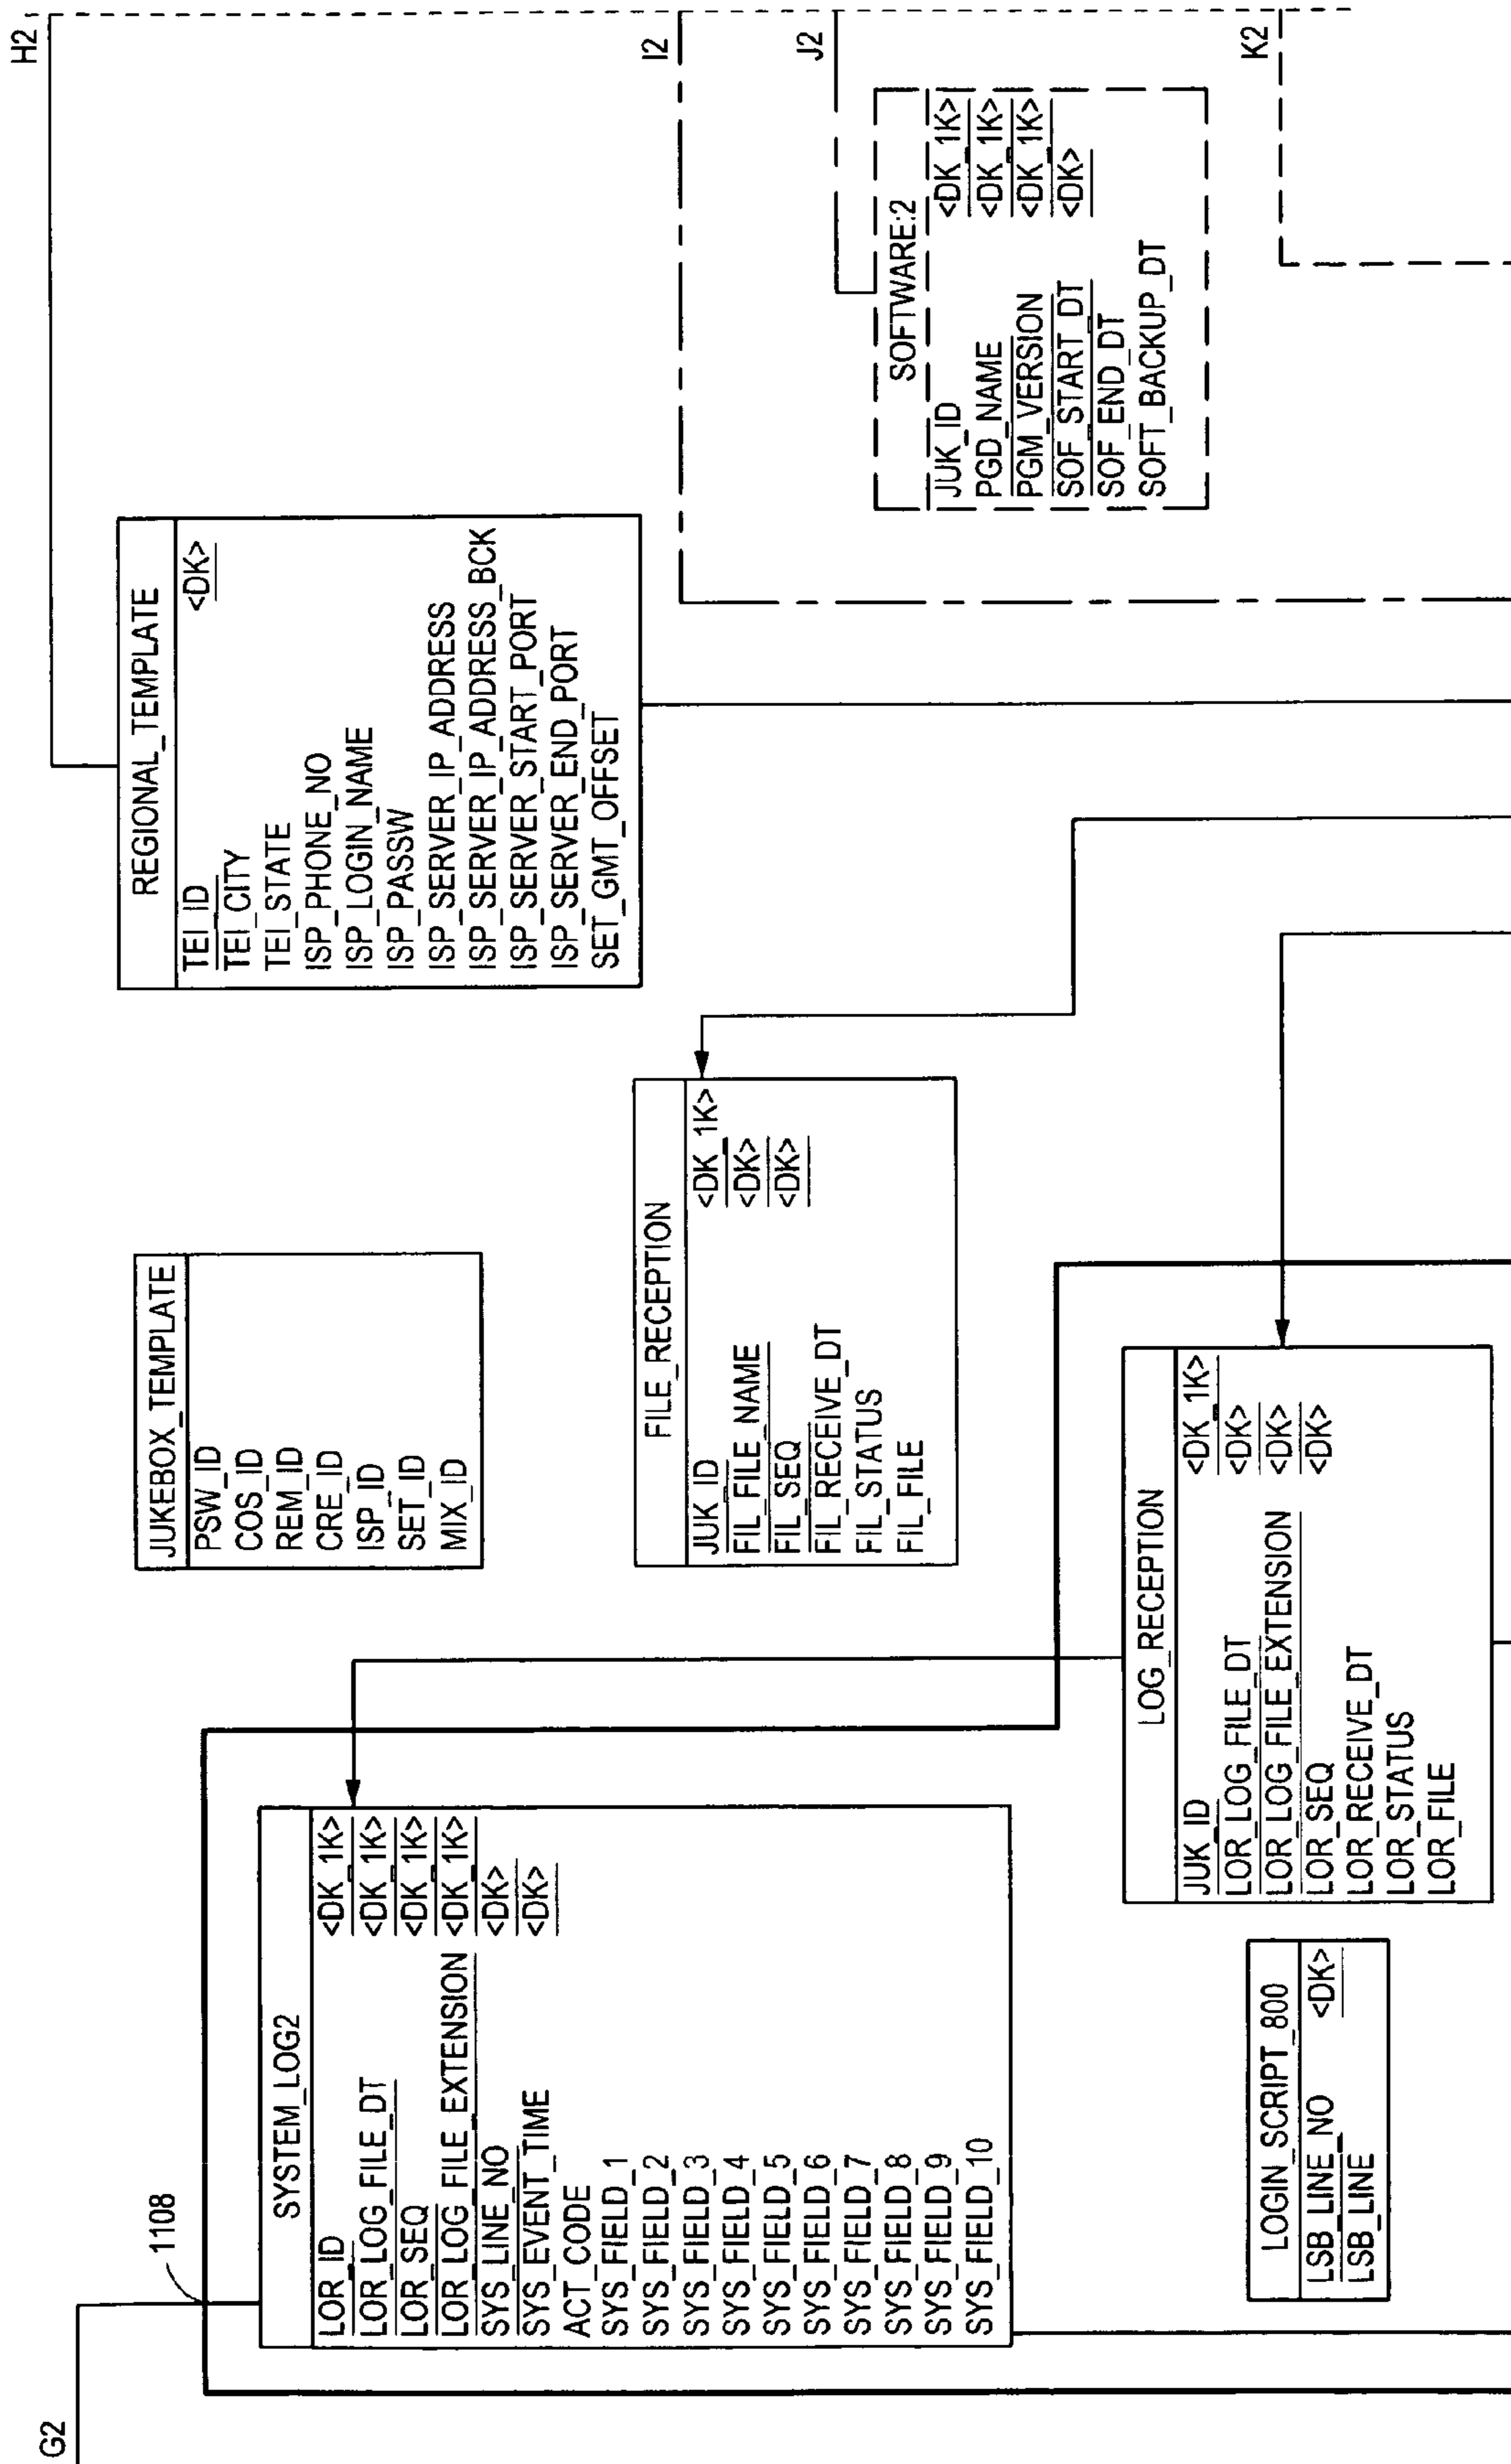 G2
1108
SYSTEM_LOG2
LOR_ID <DK_1K>
LOR_LOG_FILE_DT <DK_1K>
LOR_SEQ <DK_1K>
LOR_LOG_FILE_EXTENSION <DK_1K>
SYS_LINE_NO <DK>
SYS_EVENT_TIME <DK>
ACT_CODE
SYS_FIELD_1
SYS_FIELD_2
SYS_FIELD_3
SYS_FIELD_4
SYS_FIELD_5
SYS_FIELD_6
SYS_FIELD_7
SYS_FIELD_8
SYS_FIELD_9
SYS_FIELD_10
LOGIN_SCRIPT_800
LSB_LINE_NO <DK>
LSB_LINE
JUKEBOX_TEMPLATE
PSW_ID
COS_ID
REM_ID
CRE_ID
ISP_ID
SET_ID
MIX_ID
FILE_RECEPTION
JUK_ID <DK_1K>
FIL_FILE_NAME <DK>
FIL_SEQ <DK>
FIL_RECEIVE_DT
FIL_STATUS
FIL_FILE
LOG_RECEPTION
JUK_ID <DK_1K>
LOR_LOG_FILE_DT <DK>
LOR_LOG_FILE_EXTENSION <DK>
LOR_SEQ <DK>
LOR_RECEIVE_DT
LOR_STATUS
LOR_FILE
REGIONAL_TEMPLATE
TEI_ID <DK>
TEI_CITY
TEI_STATE
ISP_PHONE_NO
ISP_LOGIN_NAME
ISP_PASSW
ISP_SERVER_IP_ADDRESS
ISP_SERVER_IP_ADDRESS_BCK
ISP_SERVER_START_PORT
ISP_SERVER_END_PORT
SET_GMT_OFFSET
H2
I2
J2
SOFTWARE:2
JUK_ID <DK_1K>
PGD_NAME <DK_1K>
PGM_VERSION <DK_1K>
SOF_START_DT <DK>
SOF_END_DT
SOFT_BACKUP_DT
K2